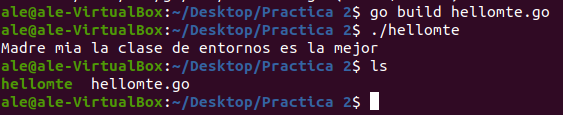 ale@ale-VirtualBox:~/Desktop/Practica 2$ go build hellomte.go
ale@ale-VirtualBox:~/Desktop/Practica 2$ ./hellomte
Madre mia la clase de entornos es la mejor
ale@ale-VirtualBox:~/Desktop/Practica 2$ ls
hellomte  hellomte.go
ale@ale-VirtualBox:~/Desktop/Practica 2$